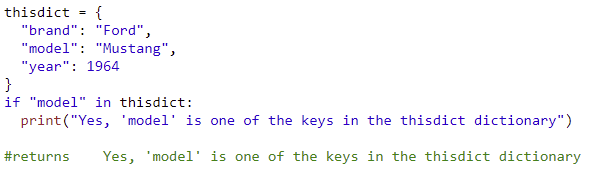 thisdict = {
  "brand": "Ford",
  "model": "Mustang",
  "year": 1964
}
if "model" in thisdict:
  print("Yes, 'model' is one of the keys in the thisdict dictionary")
#returns    Yes, 'model' is one of the keys in the thisdict dictionary